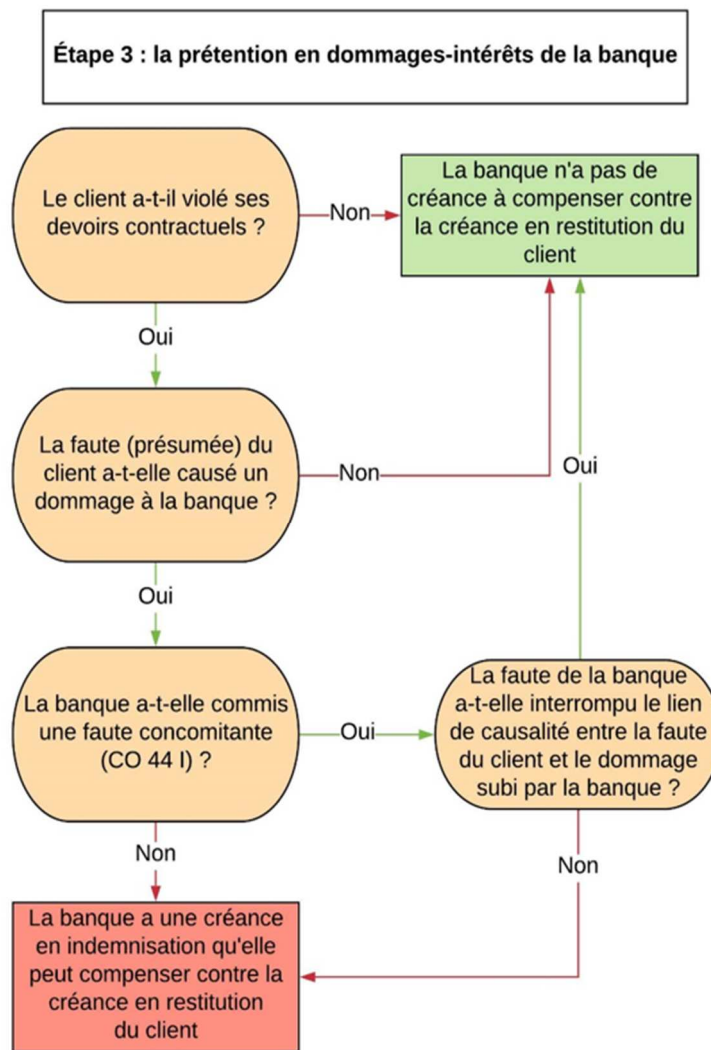 Étape 3 : la prétention en dommages-intérêts de la banque
Le client a-t-il violé ses
devoirs contractuels ?
Non
La banque n'a pas de
créance à compenser contre
la créance en restitution du
client
Oui
La faute (présumée) du
client a-t-elle causé un
dommage à la banque ?
Non
Oui
Oui
La banque a-t-elle commis
une faute concomitante
(CO 44 I) ?
Oui
La faute de la banque
a-t-elle interrompu le lien
de causalité entre la faute
du client et le dommage
subi par la banque ?
Non
Non
La banque a une créance
en indemnisation qu'elle
peut compenser contre la
créance en restitution
du client